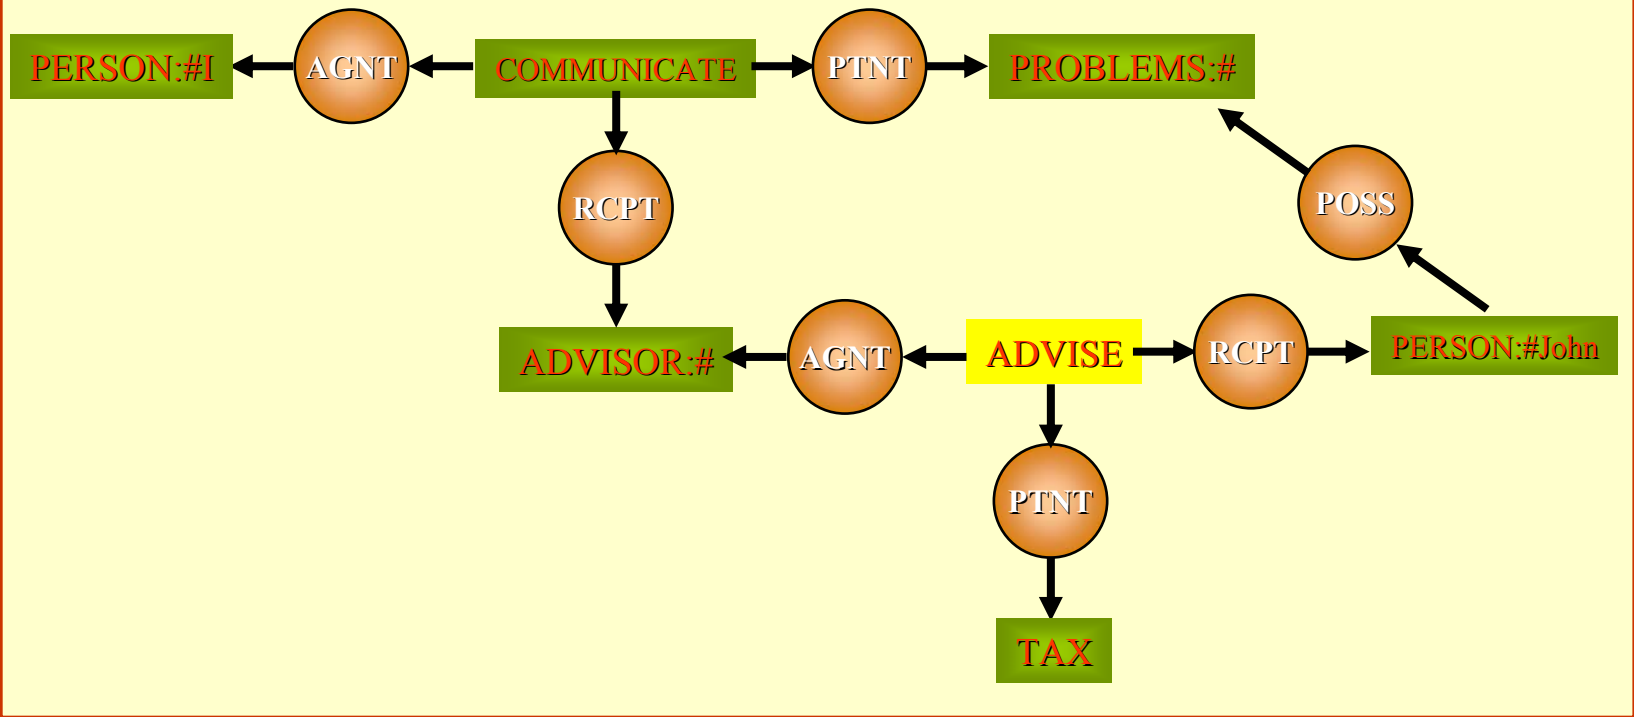 PERSON:#I
AGNT
COMMUNICATE
PTNT
PROBLEMS:#
RCPT
POSS
ADVISOR:#
AGNT
ADVISE
RCPT
PERSON:#John
PTNT
TAX